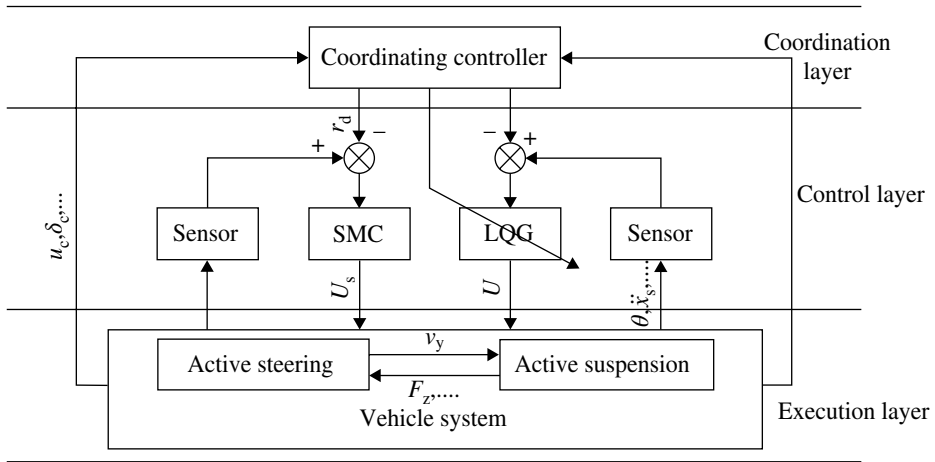 Coordinating controller
Coordination
layer
r_d
−
−
+
+
u_c,δ_c,...
Control layer
Sensor
SMC
LQG
Sensor
U_s
U
θ,ẍ_s,....
v_y
Active steering
Active suspension
F_z,....
Vehicle system
Execution layer